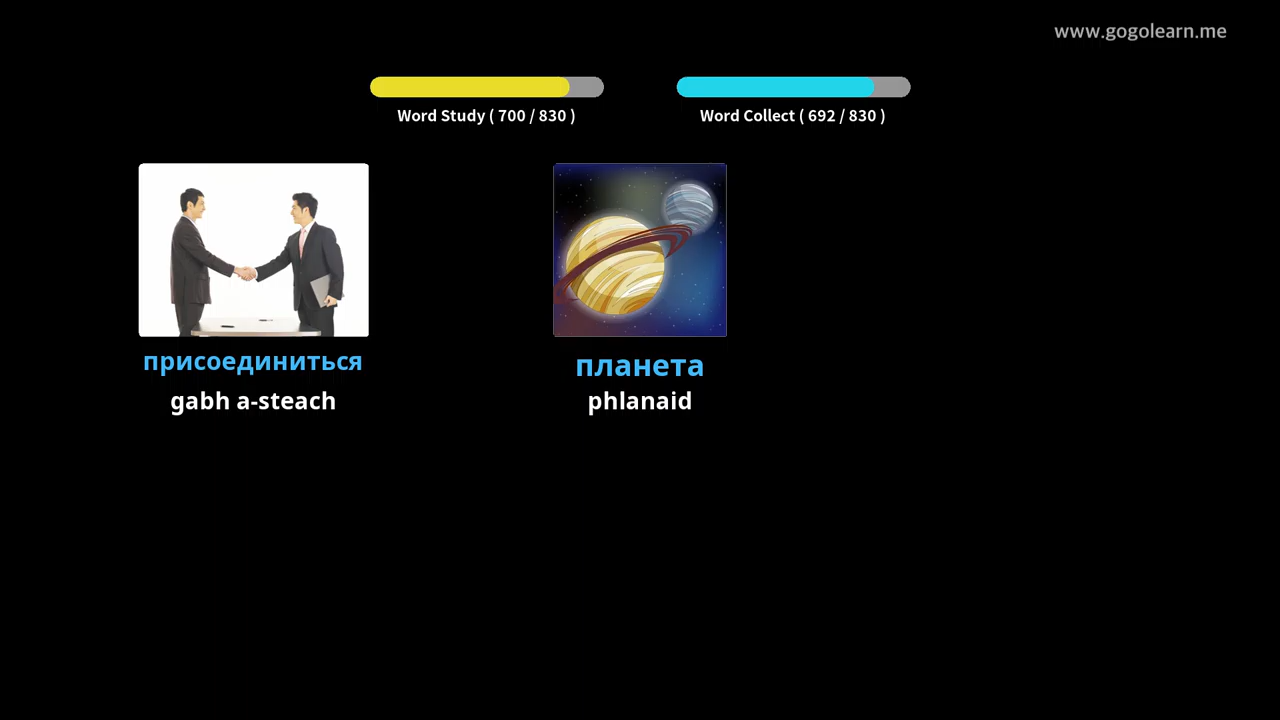 www.gogolearn.me
Word Study ( 700 / 830 )
Word Collect ( 692 / 830 )
присоединиться
gabh a-steach
планета
phlanaid